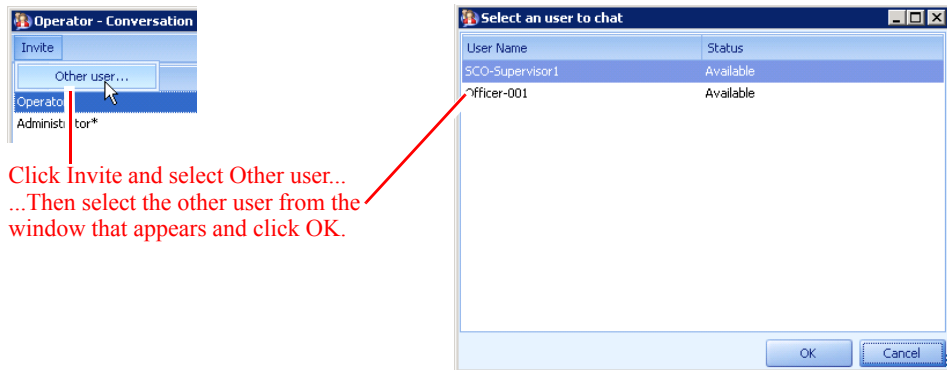 Operator - Conversation
Invite
Other user...
Operator
Administrator*
Click Invite and select Other user...
...Then select the other user from the
window that appears and click OK.
Select an user to chat
User Name Status
SCO-Supervisor1 Available
Officer-001 Available
OK Cancel